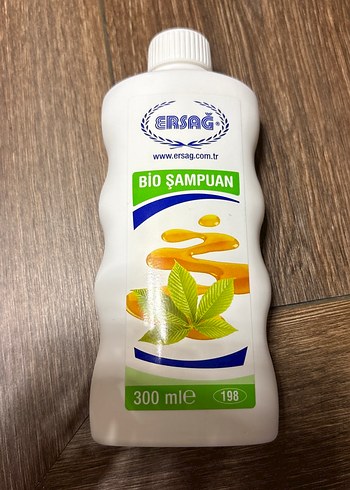 ERSAĞ®
www.ersag.com.tr
BİO ŞAMPUAN
300 ml℮
198